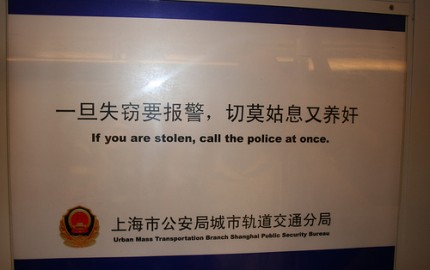 一旦失窃要报警，切莫姑息又养奸
If you are stolen, call the police at once.
上海市公安局城市轨道交通分局
Urban Mass Transportation Branch Shanghai Public Security Bureau